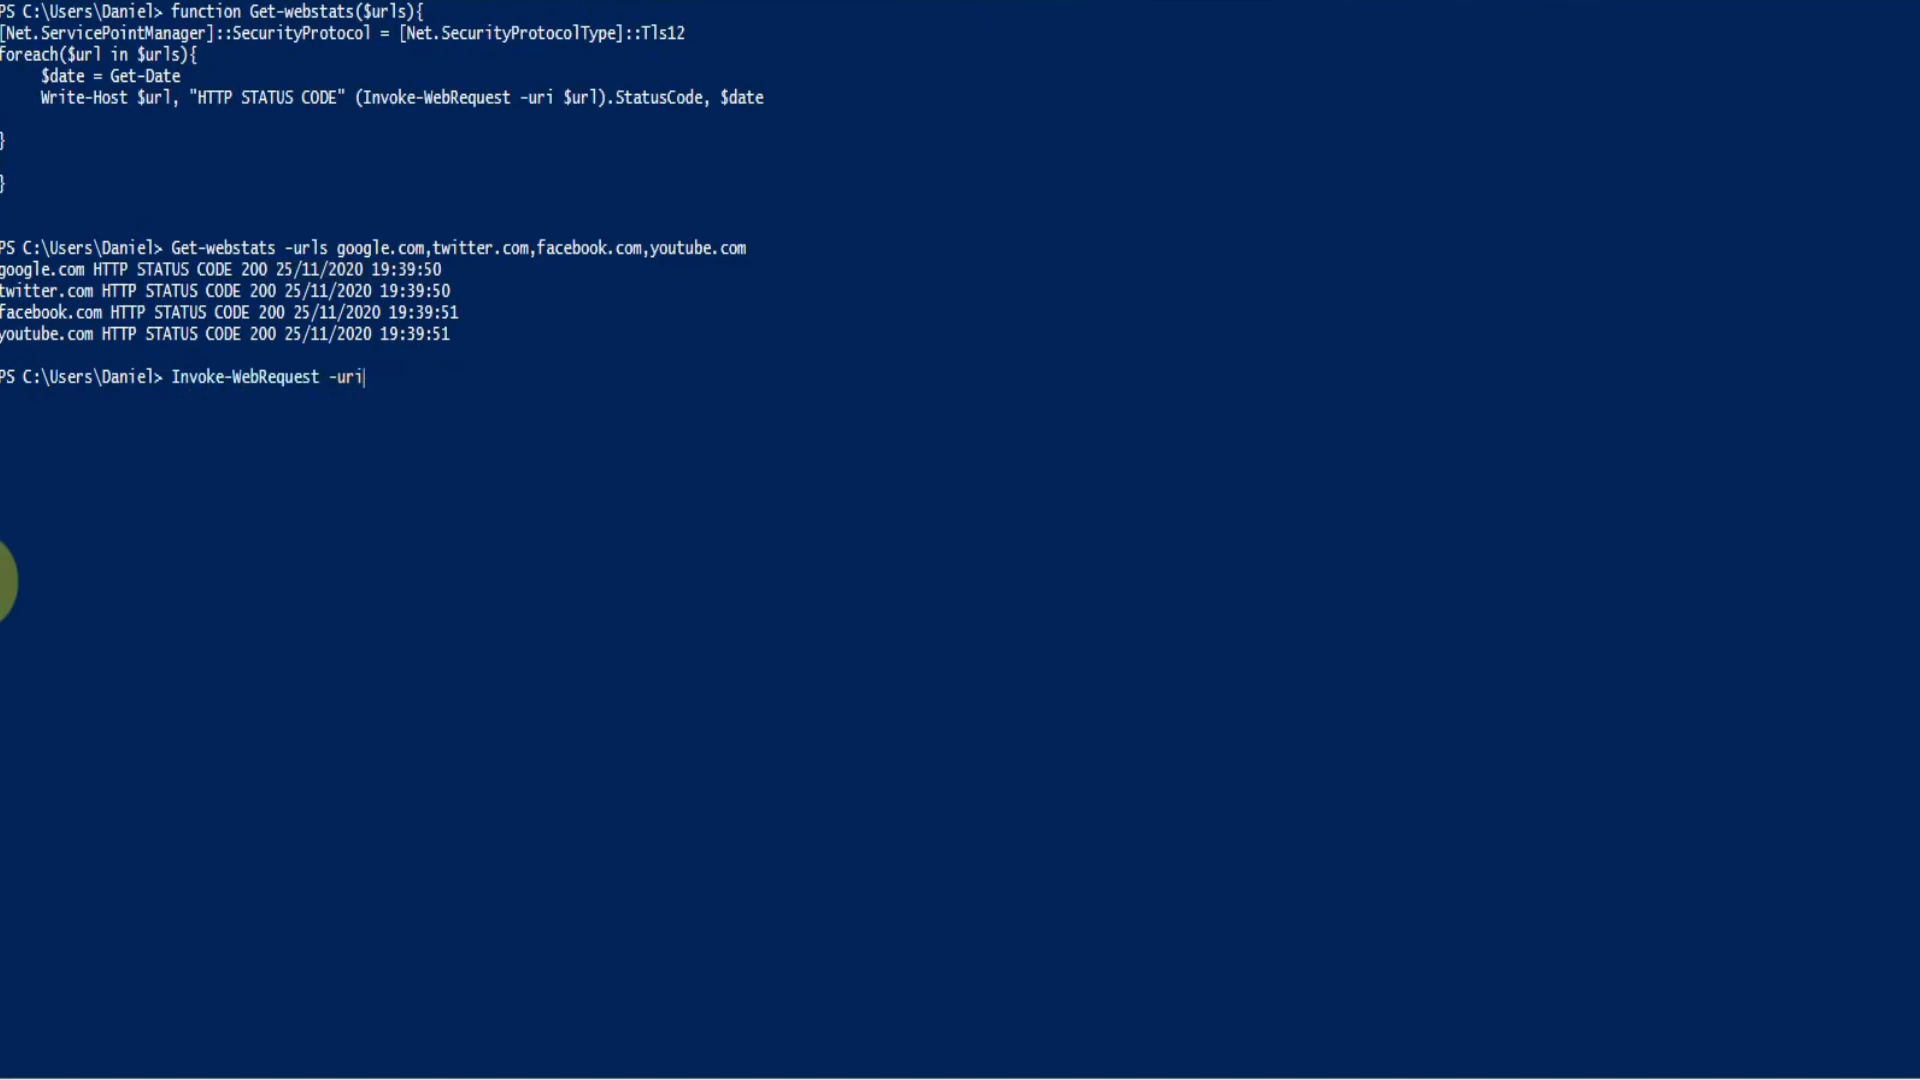 PS C:\Users\Daniel> function Get-webstats($urls){
[Net.ServicePointManager]::SecurityProtocol = [Net.SecurityProtocolType]::Tls12
foreach($url in $urls){
     $date = Get-Date
     Write-Host $url, "HTTP STATUS CODE" (Invoke-WebRequest -uri $url).StatusCode, $date
}
}
PS C:\Users\Daniel> Get-webstats -urls google.com,twitter.com,facebook.com,youtube.com
google.com HTTP STATUS CODE 200 25/11/2020 19:39:50
twitter.com HTTP STATUS CODE 200 25/11/2020 19:39:50
facebook.com HTTP STATUS CODE 200 25/11/2020 19:39:51
youtube.com HTTP STATUS CODE 200 25/11/2020 19:39:51
PS C:\Users\Daniel> Invoke-WebRequest -uri